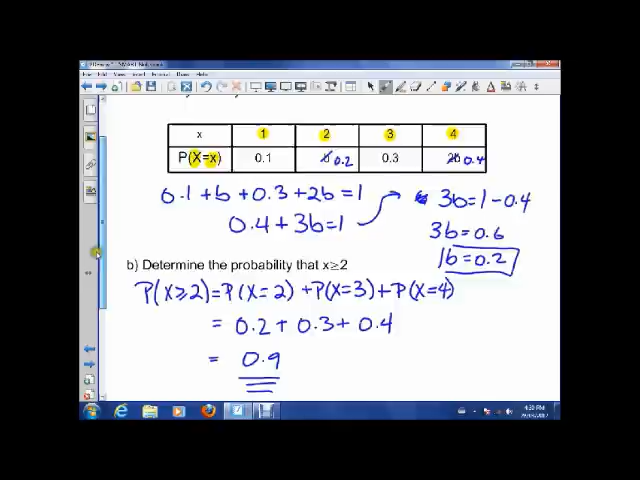 x 1 2 3 4
P(X=x) 0.1 b 0.2 0.3 2b 0.4
0.1 + b + 0.3 + 2b = 1
0.4 + 3b = 1
3b = 1 - 0.4
3b = 0.6
1b = 0.2
b) Determine the probability that x≥2
P(X≥2) = P(X=2) + P(X=3) + P(X=4)
= 0.2 + 0.3 + 0.4
= 0.9